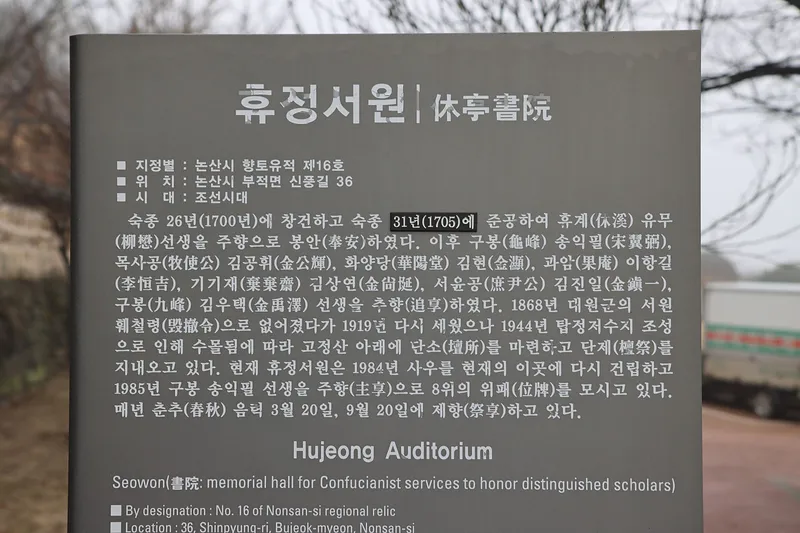 휴정서원 | 休亭書院
■ 지정별 : 논산시 향토유적 제16호
■ 위 치 : 논산시 부적면 신풍길 36
■ 시 대 : 조선시대
숙종 26년(1700년)에 창건하고 숙종 31년(1705)에 준공하여 휴계(休溪) 유무
(柳懋)선생을 주향으로 봉안(奉安)하였다. 이후 구봉(龜峰) 송익필(宋翼弼),
목사공(牧使公) 김공휘(金公輝), 화양당(華陽堂) 김현(金灝), 과암(果庵) 이항길
(李恒吉), 기기재(棄棄齋) 김상연(金尙埏), 서윤공(庶尹公) 김진일(金鎭一),
구봉(九峰) 김우택(金禹澤) 선생을 추향(追享)하였다. 1868년 대원군의 서원
훼철령(毁撤令)으로 없어졌다가 1919년 다시 세웠으나 1944년 탑정저수지 조성
으로 인해 수몰됨에 따라 고정산 아래에 단소(壇所)를 마련하고 단제(檀祭)를
지내오고 있다. 현재 휴정서원은 1984년 사우를 현재의 이곳에 다시 건립하고
1985년 구봉 송익필 선생을 주향(主享)으로 8위의 위패(位牌)를 모시고 있다.
매년 춘추(春秋) 음력 3월 20일, 9월 20일에 제향(祭享)하고 있다.
Hujeong Auditorium
Seowon(書院: memorial hall for Confucianist services to honor distinguished scholars)
■ By designation : No. 16 of Nonsan-si regional relic
■ Location : 36, Shinpyung-ri, Bujeok-myeon, Nonsan-si